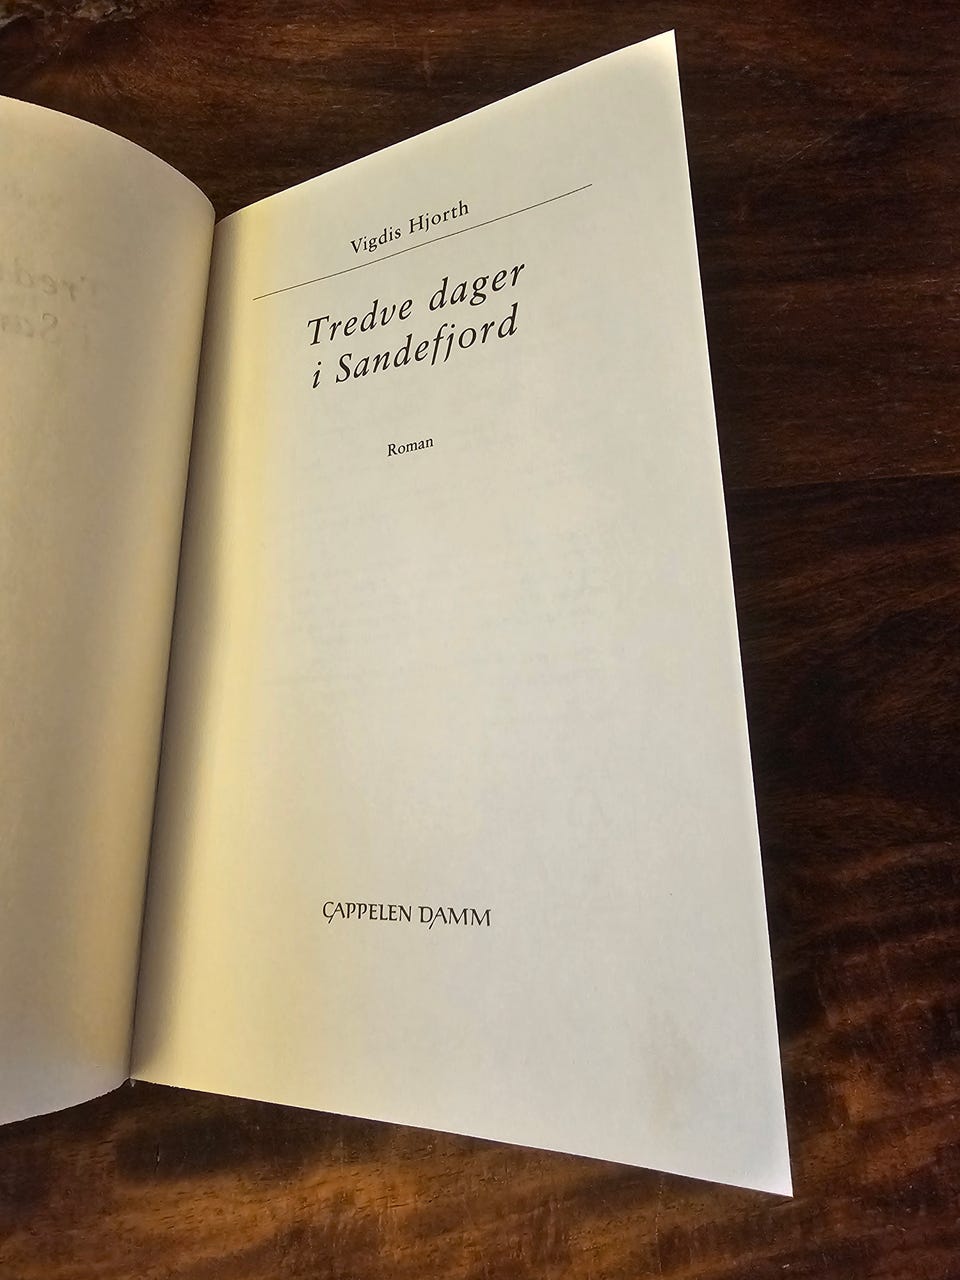 Vigdis Hjorth
Tredve dager
i Sandefjord
Roman
CAPPELEN DAMM